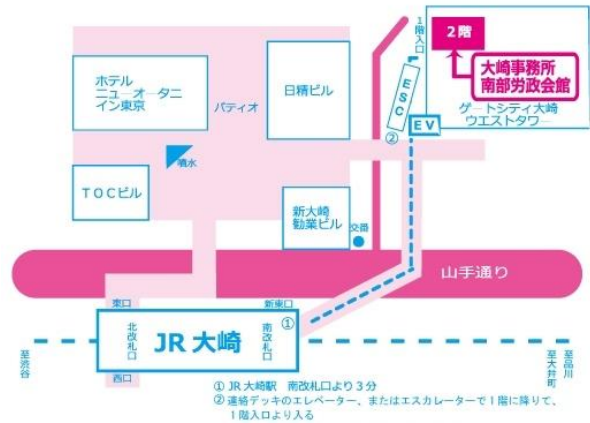 ホテル
ニューオータニ
イン東京
パティオ
日精ビル
1階入口
ESC
②
EV
2階
大崎事務所
南部労政会館
ゲートシティ大崎
ウエストタワー
噴水
TOCビル
新大崎
勧業ビル
交番
山手通り
東口
新東口
北改札口
JR 大崎
南改札口
①
西口
至渋谷
至大井町
至品川
① JR 大崎駅 南改札口より3分
② 連絡デッキのエレベーター、またはエスカレーターで1階に降りて、
1階入口より入る